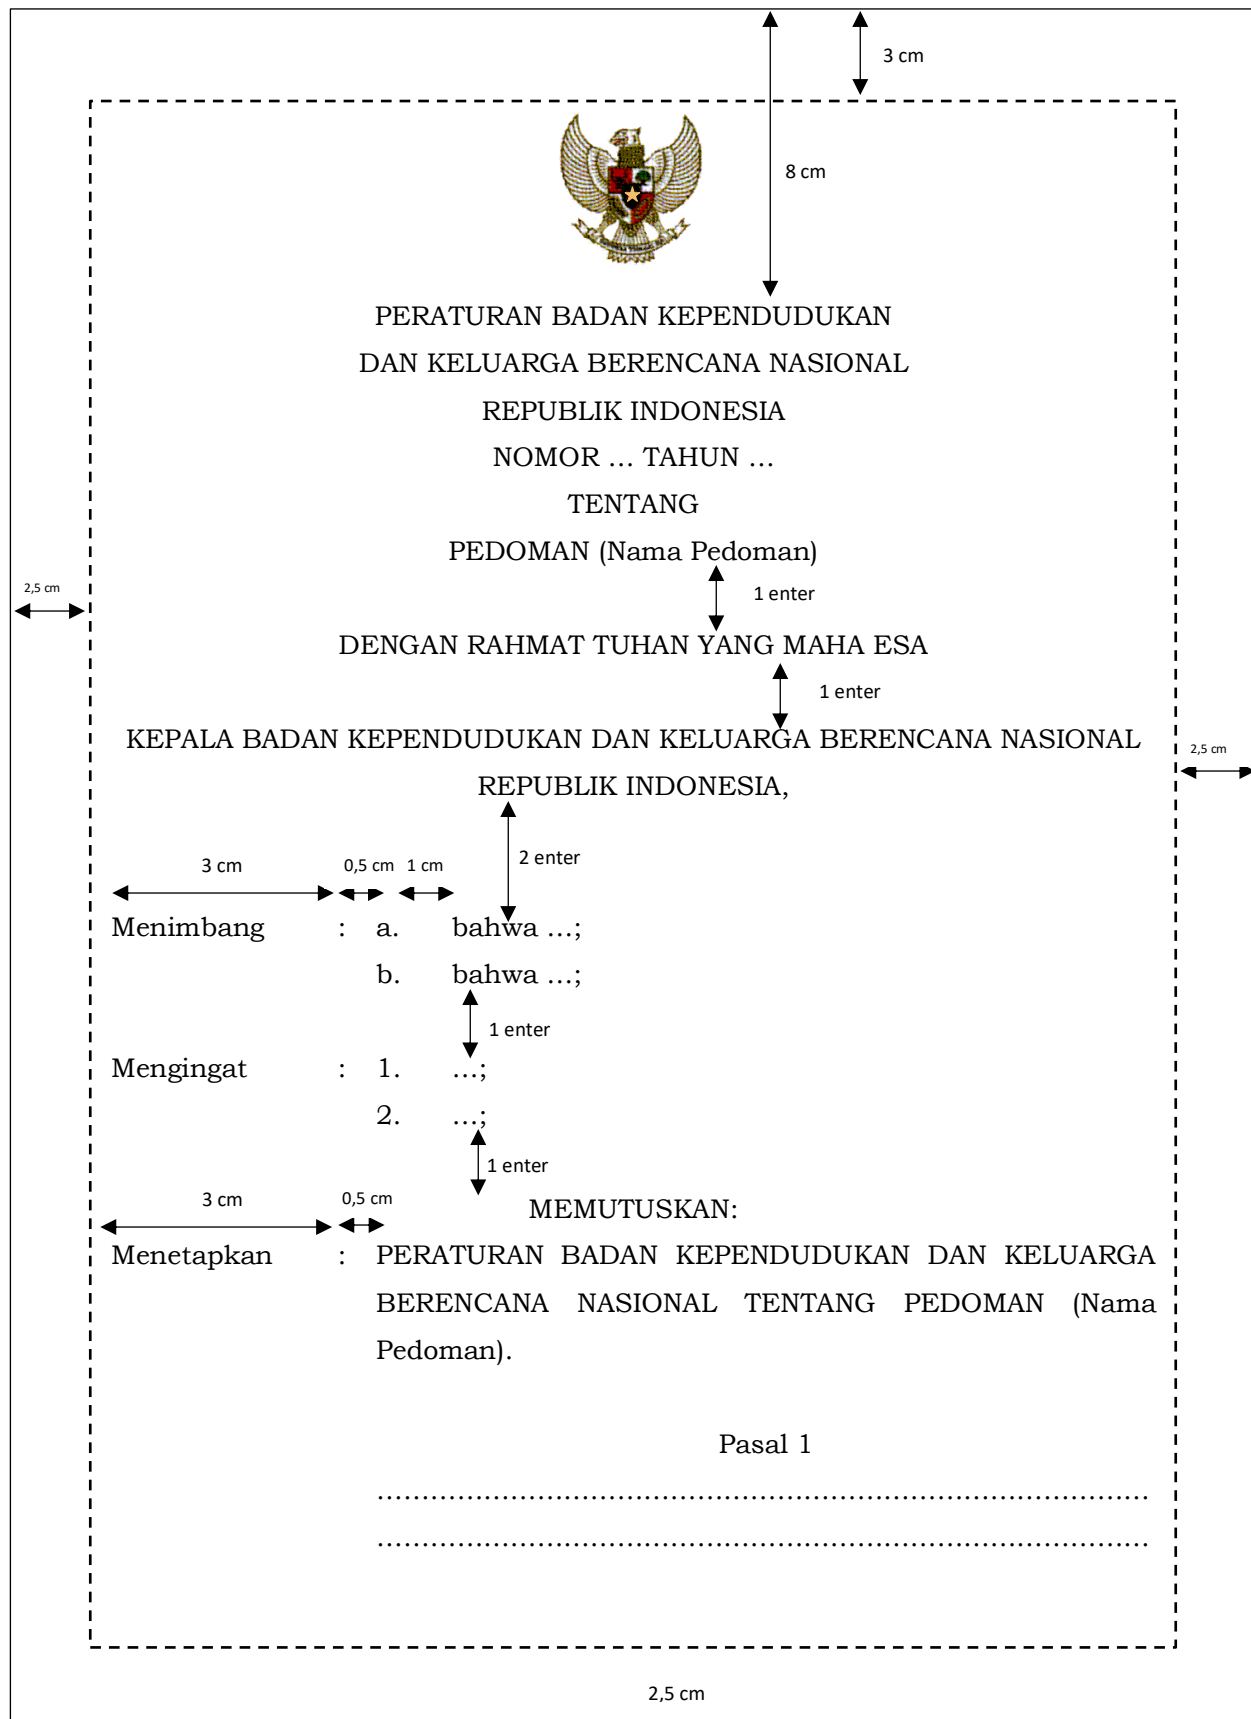 3 cm
8 cm
PERATURAN BADAN KEPENDUDUKAN
DAN KELUARGA BERENCANA NASIONAL
REPUBLIK INDONESIA
NOMOR … TAHUN …
TENTANG
PEDOMAN (Nama Pedoman)
2,5 cm
1 enter
DENGAN RAHMAT TUHAN YANG MAHA ESA
1 enter
KEPALA BADAN KEPENDUDUKAN DAN KELUARGA BERENCANA NASIONAL
2,5 cm
REPUBLIK INDONESIA,
2 enter
3 cm 0,5 cm 1 cm
Menimbang : a. bahwa …;
b. bahwa …;
1 enter
Mengingat : 1. …;
2. …;
1 enter
3 cm 0,5 cm
MEMUTUSKAN:
Menetapkan : PERATURAN BADAN KEPENDUDUKAN DAN KELUARGA
BERENCANA NASIONAL TENTANG PEDOMAN (Nama
Pedoman).
Pasal 1
……………………………………………………………………………
……………………………………………………………………………
2,5 cm